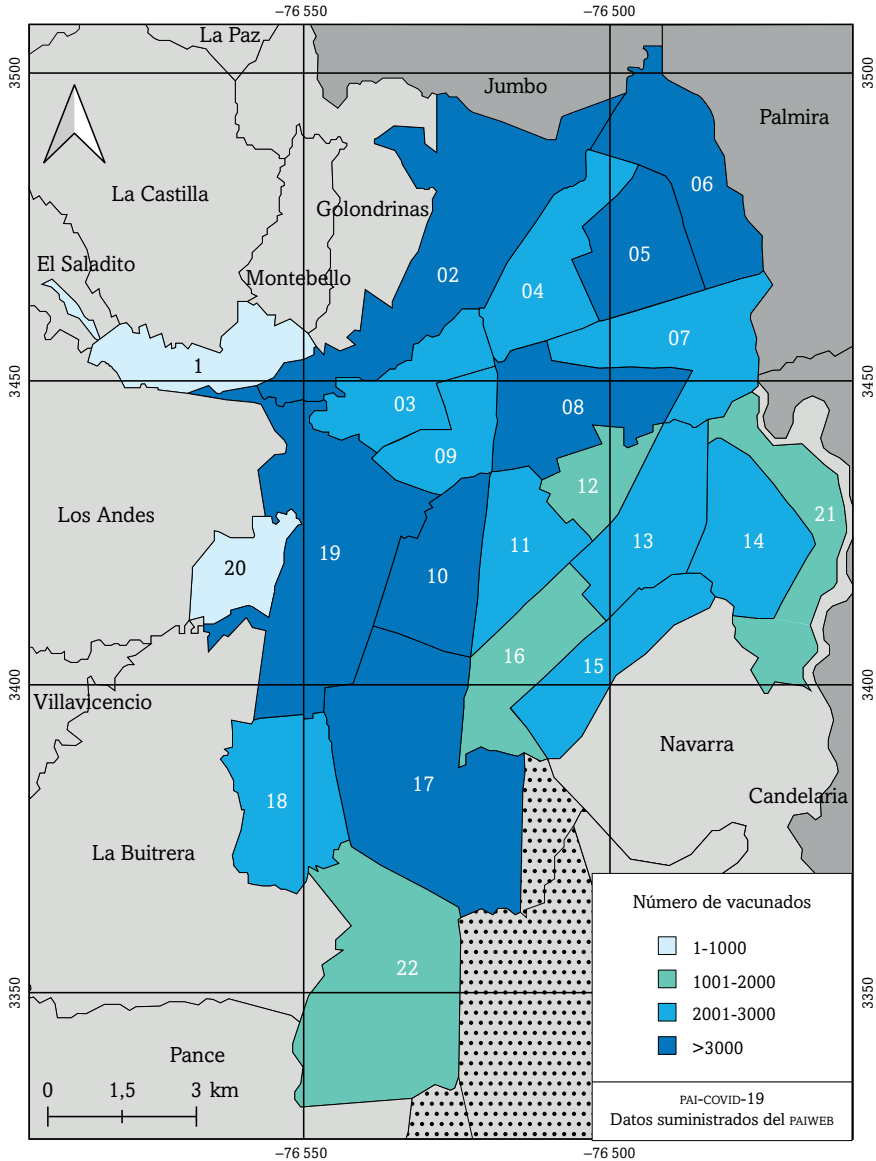 −76 550
−76 500
La Paz
3500
3500
Jumbo
Palmira
06
La Castilla
Golondrinas
05
El Saladito
02
Montebello
04
07
1
3450
3450
03
08
09
12
Los Andes
21
19
11
13
14
20
10
16
15
3400
3400
Villavicencio
Navarra
17
18
Candelaria
La Buitrera
Número de vacunados
1-1000
22
1001-2000
3350
3350
2001-3000
>3000
Pance
0
1,5
3 km
PAI-COVID-19
Datos suministrados del PAIWEB
−76 550
−76 500